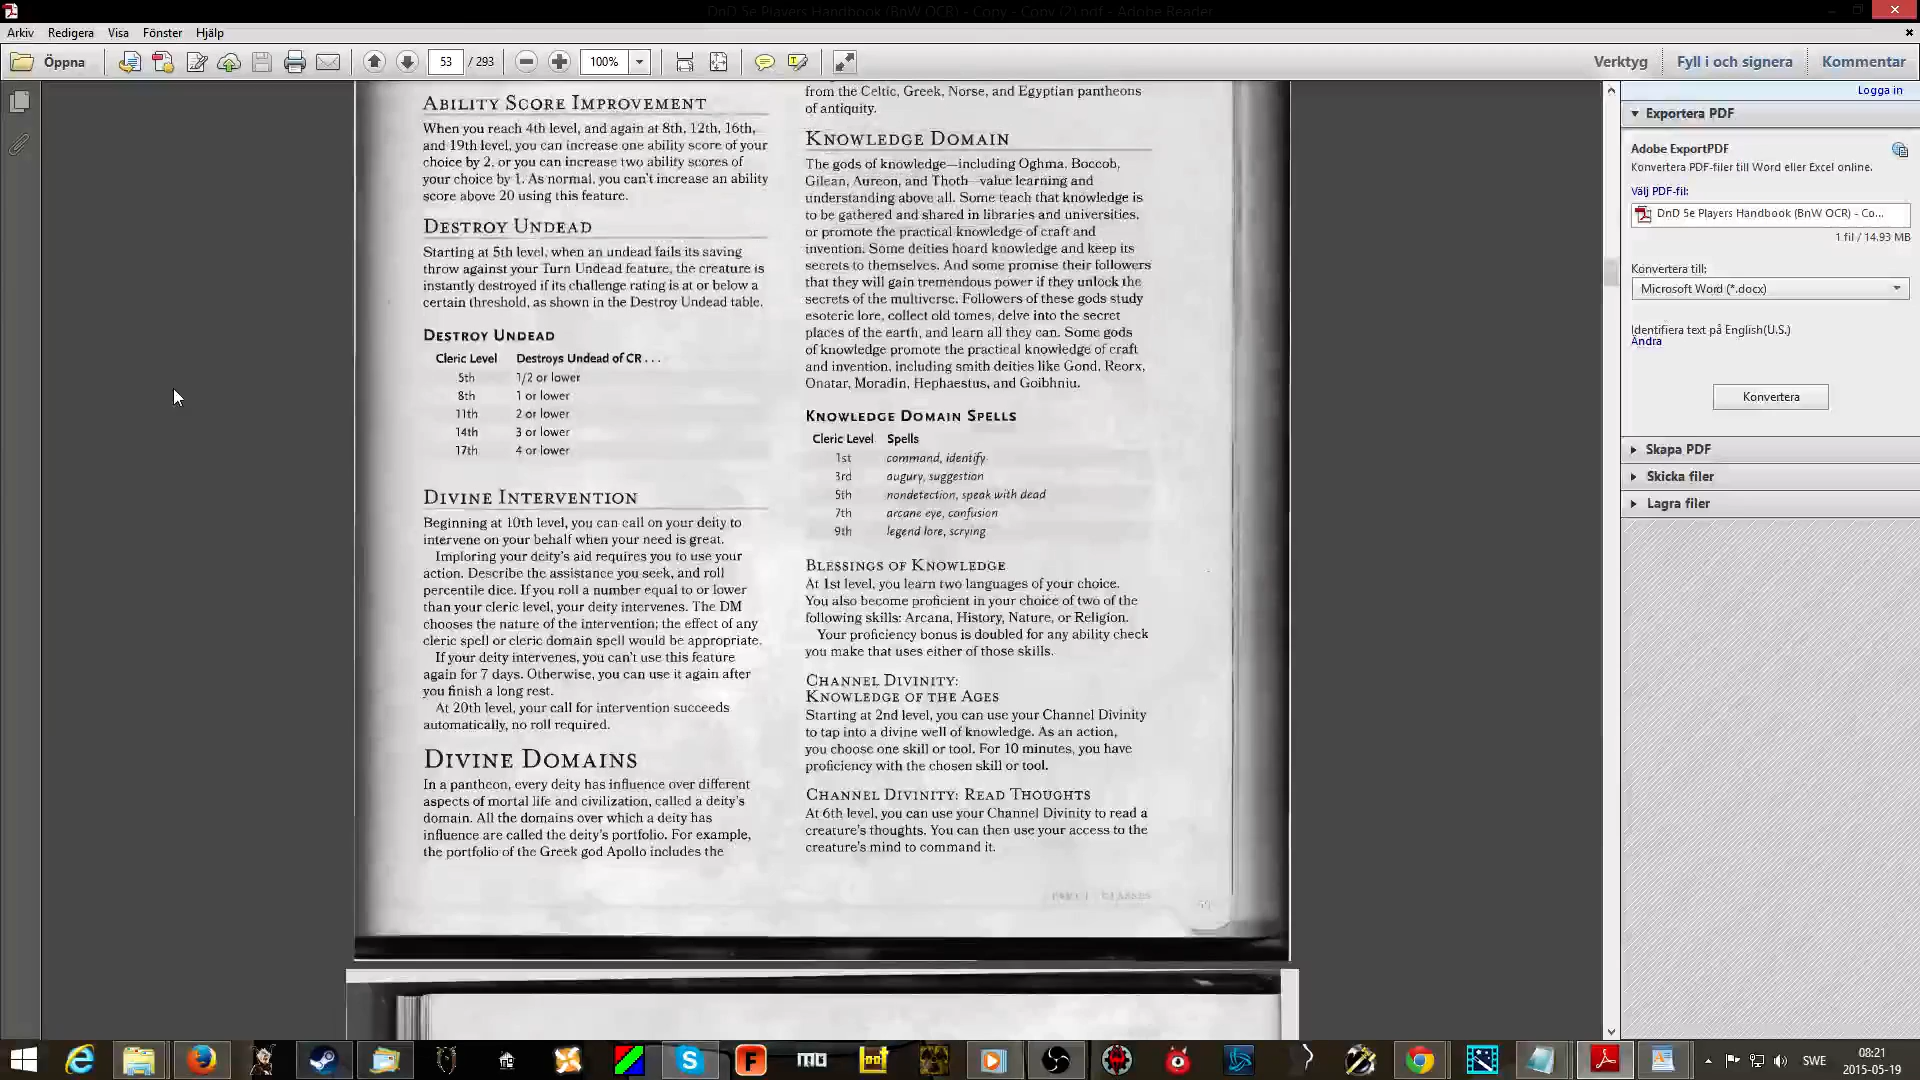 DnD 5e Players Handbook (BnW OCR) - Copy - Copy (2).pdf - Adobe Reader
Arkiv Redigera Visa Fönster Hjälp
Öppna 53 / 293 100% Verktyg Fyll i och signera Kommentar
Logga in
ABILITY SCORE IMPROVEMENT
When you reach 4th level, and again at 8th, 12th, 16th,
and 19th level, you can increase one ability score of your
choice by 2, or you can increase two ability scores of
your choice by 1. As normal, you can't increase an ability
score above 20 using this feature.
DESTROY UNDEAD
Starting at 5th level, when an undead fails its saving
throw against your Turn Undead feature, the creature is
instantly destroyed if its challenge rating is at or below a
certain threshold, as shown in the Destroy Undead table.
DESTROY UNDEAD
Cleric Level Destroys Undead of CR . . .
5th 1/2 or lower
8th 1 or lower
11th 2 or lower
14th 3 or lower
17th 4 or lower
DIVINE INTERVENTION
Beginning at 10th level, you can call on your deity to
intervene on your behalf when your need is great.
Imploring your deity's aid requires you to use your
action. Describe the assistance you seek, and roll
percentile dice. If you roll a number equal to or lower
than your cleric level, your deity intervenes. The DM
chooses the nature of the intervention; the effect of any
cleric spell or cleric domain spell would be appropriate.
If your deity intervenes, you can't use this feature
again for 7 days. Otherwise, you can use it again after
you finish a long rest.
At 20th level, your call for intervention succeeds
automatically, no roll required.
DIVINE DOMAINS
In a pantheon, every deity has influence over different
aspects of mortal life and civilization, called a deity's
domain. All the domains over which a deity has
influence are called the deity's portfolio. For example,
the portfolio of the Greek god Apollo includes the
from the Celtic, Greek, Norse, and Egyptian pantheons
of antiquity.
KNOWLEDGE DOMAIN
The gods of knowledge—including Oghma, Boccob,
Gilean, Aureon, and Thoth—value learning and
understanding above all. Some teach that knowledge is
to be gathered and shared in libraries and universities,
or promote the practical knowledge of craft and
invention. Some deities hoard knowledge and keep its
secrets to themselves. And some promise their followers
that they will gain tremendous power if they unlock the
secrets of the multiverse. Followers of these gods study
esoteric lore, collect old tomes, delve into the secret
places of the earth, and learn all they can. Some gods
of knowledge promote the practical knowledge of craft
and invention, including smith deities like Gond, Reorx,
Onatar, Moradin, Hephaestus, and Goibhniu.
KNOWLEDGE DOMAIN SPELLS
Cleric Level Spells
1st command, identify
3rd augury, suggestion
5th nondetection, speak with dead
7th arcane eye, confusion
9th legend lore, scrying
BLESSINGS OF KNOWLEDGE
At 1st level, you learn two languages of your choice.
You also become proficient in your choice of two of the
following skills: Arcana, History, Nature, or Religion.
Your proficiency bonus is doubled for any ability check
you make that uses either of those skills.
CHANNEL DIVINITY:
KNOWLEDGE OF THE AGES
Starting at 2nd level, you can use your Channel Divinity
to tap into a divine well of knowledge. As an action,
you choose one skill or tool. For 10 minutes, you have
proficiency with the chosen skill or tool.
CHANNEL DIVINITY: READ THOUGHTS
At 6th level, you can use your Channel Divinity to read a
creature's thoughts. You can then use your access to the
creature's mind to command it.
PART 1 CLASSES
59
Exportera PDF
Adobe ExportPDF
Konvertera PDF-filer till Word eller Excel online.
Välj PDF-fil:
DnD 5e Players Handbook (BnW OCR) - Co...
1 fil / 14.93 MB
Konvertera till:
Microsoft Word (*.docx)
Identifiera text på English(U.S.)
Ändra
Konvertera
Skapa PDF
Skicka filer
Lagra filer
SWE
08:21
2015-05-19